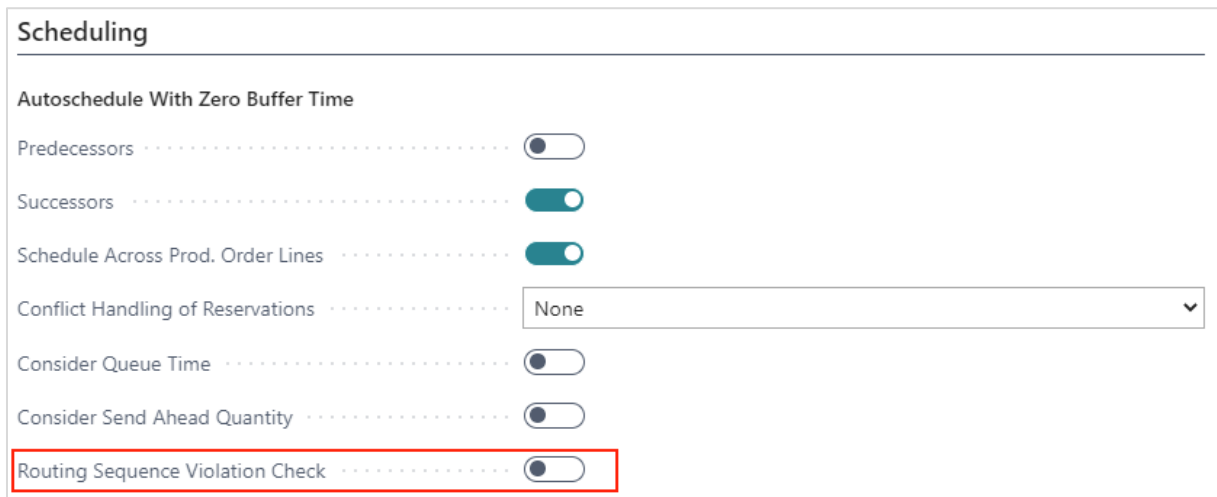 Scheduling
Autoschedule With Zero Buffer Time
Predecessors
Successors
Schedule Across Prod. Order Lines
Conflict Handling of Reservations None
Consider Queue Time
Consider Send Ahead Quantity
Routing Sequence Violation Check